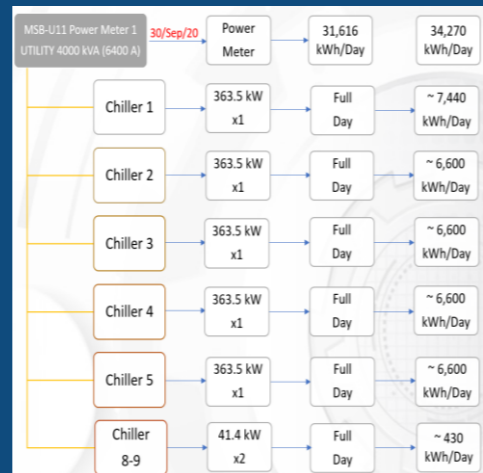 MSB-U11 Power Meter 1
UTILITY 4000 kVA (6400 A)
30/Sep/20
Power
Meter
31,616
kWh/Day
34,270
kWh/Day
Chiller 1
363.5 kW
x1
Full
Day
~ 7,440
kWh/Day
Chiller 2
363.5 kW
x1
Full
Day
~ 6,600
kWh/Day
Chiller 3
363.5 kW
x1
Full
Day
~ 6,600
kWh/Day
Chiller 4
363.5 kW
x1
Full
Day
~ 6,600
kWh/Day
Chiller 5
363.5 kW
x1
Full
Day
~ 6,600
kWh/Day
Chiller
8-9
41.4 kW
x2
Full
Day
~ 430
kWh/Day